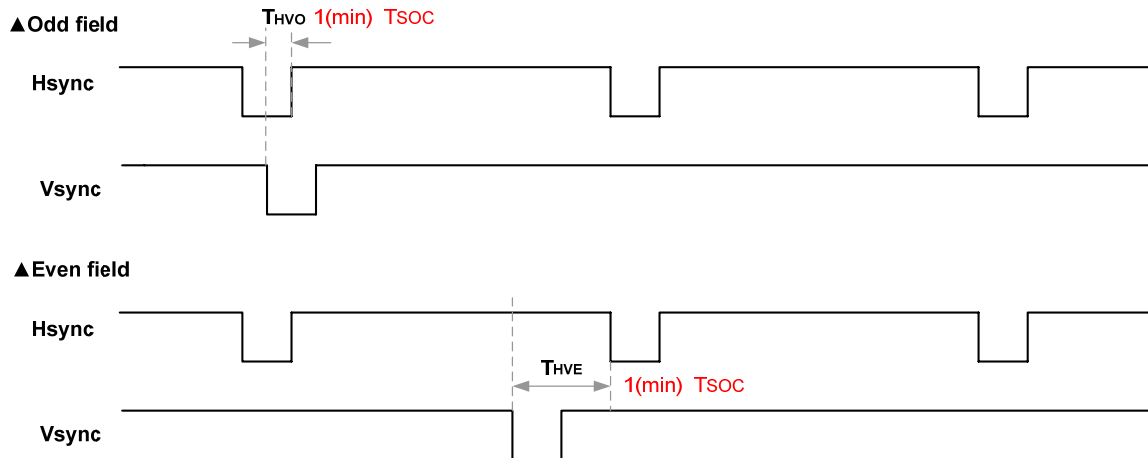 ▲Odd field
THVO 1(min) TSOC
Hsync
Vsync
▲Even field
Hsync
THVE
1(min) TSOC
Vsync